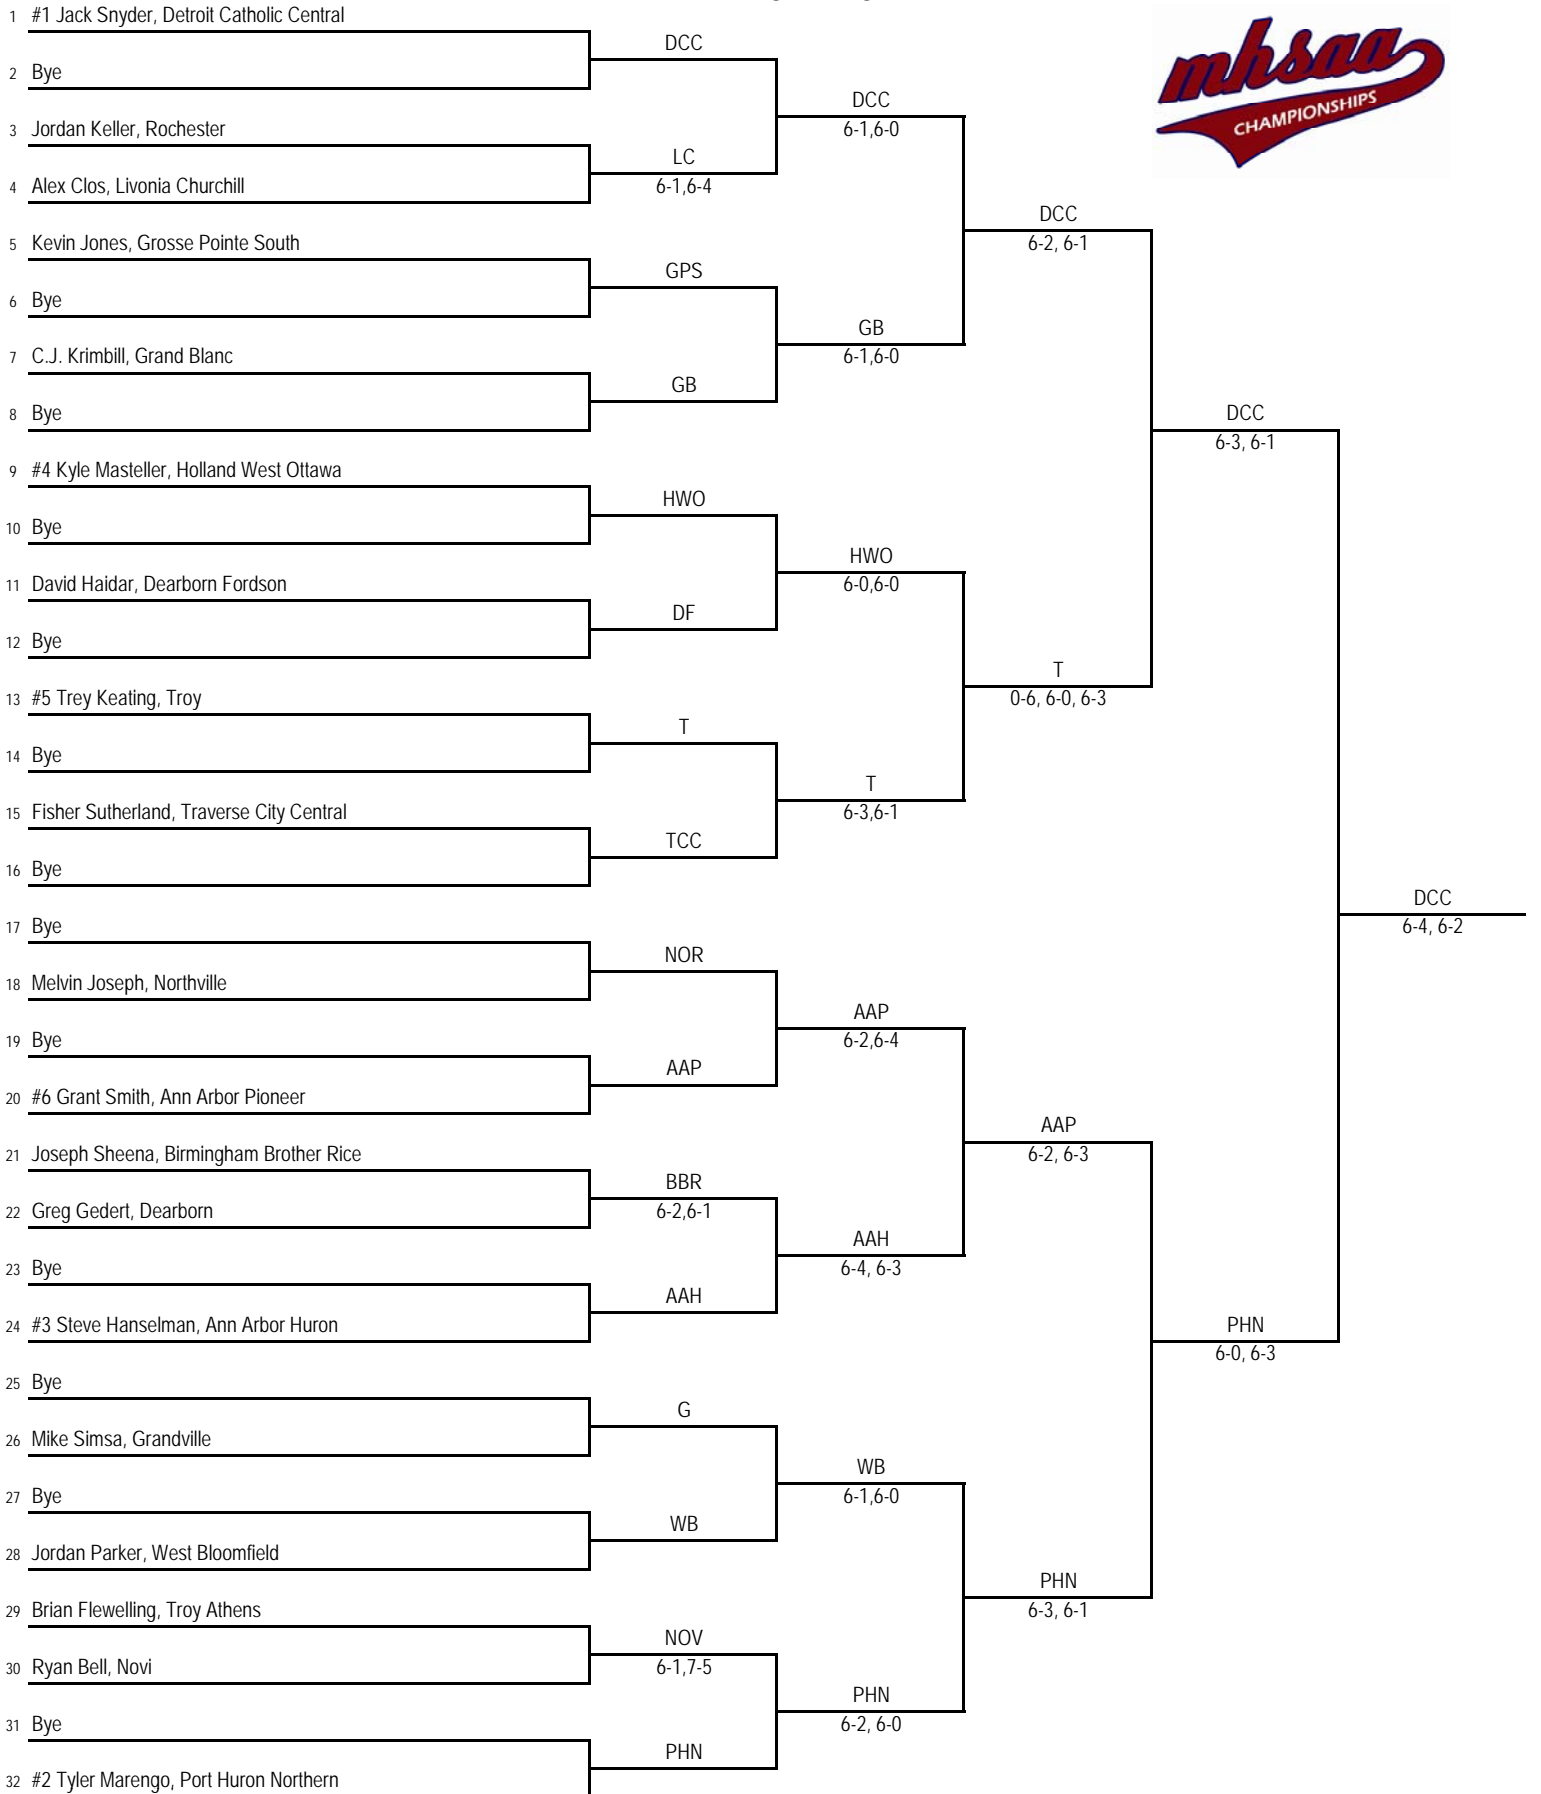 1 #1 Jack Snyder, Detroit Catholic Central
DCC
2 Bye
DCC
6-1,6-0
3 Jordan Keller, Rochester
LC
6-1,6-4
4 Alex Clos, Livonia Churchill
DCC
6-2, 6-1
5 Kevin Jones, Grosse Pointe South
GPS
6 Bye
GB
6-1,6-0
7 C.J. Krimbill, Grand Blanc
GB
8 Bye
DCC
6-3, 6-1
9 #4 Kyle Masteller, Holland West Ottawa
HWO
10 Bye
HWO
6-0,6-0
11 David Haidar, Dearborn Fordson
DF
12 Bye
T
0-6, 6-0, 6-3
13 #5 Trey Keating, Troy
T
14 Bye
T
6-3,6-1
15 Fisher Sutherland, Traverse City Central
TCC
16 Bye
DCC
6-4, 6-2
17 Bye
NOR
18 Melvin Joseph, Northville
AAP
6-2,6-4
19 Bye
AAP
20 #6 Grant Smith, Ann Arbor Pioneer
AAP
6-2, 6-3
21 Joseph Sheena, Birmingham Brother Rice
BBR
6-2,6-1
22 Greg Gedert, Dearborn
AAH
6-4, 6-3
23 Bye
AAH
24 #3 Steve Hanselman, Ann Arbor Huron
PHN
6-0, 6-3
25 Bye
G
26 Mike Simsa, Grandville
WB
6-1,6-0
27 Bye
WB
28 Jordan Parker, West Bloomfield
PHN
6-3, 6-1
29 Brian Flewelling, Troy Athens
NOV
6-1,7-5
30 Ryan Bell, Novi
PHN
6-2, 6-0
31 Bye
PHN
32 #2 Tyler Marengo, Port Huron Northern
mhsaa
CHAMPIONSHIPS